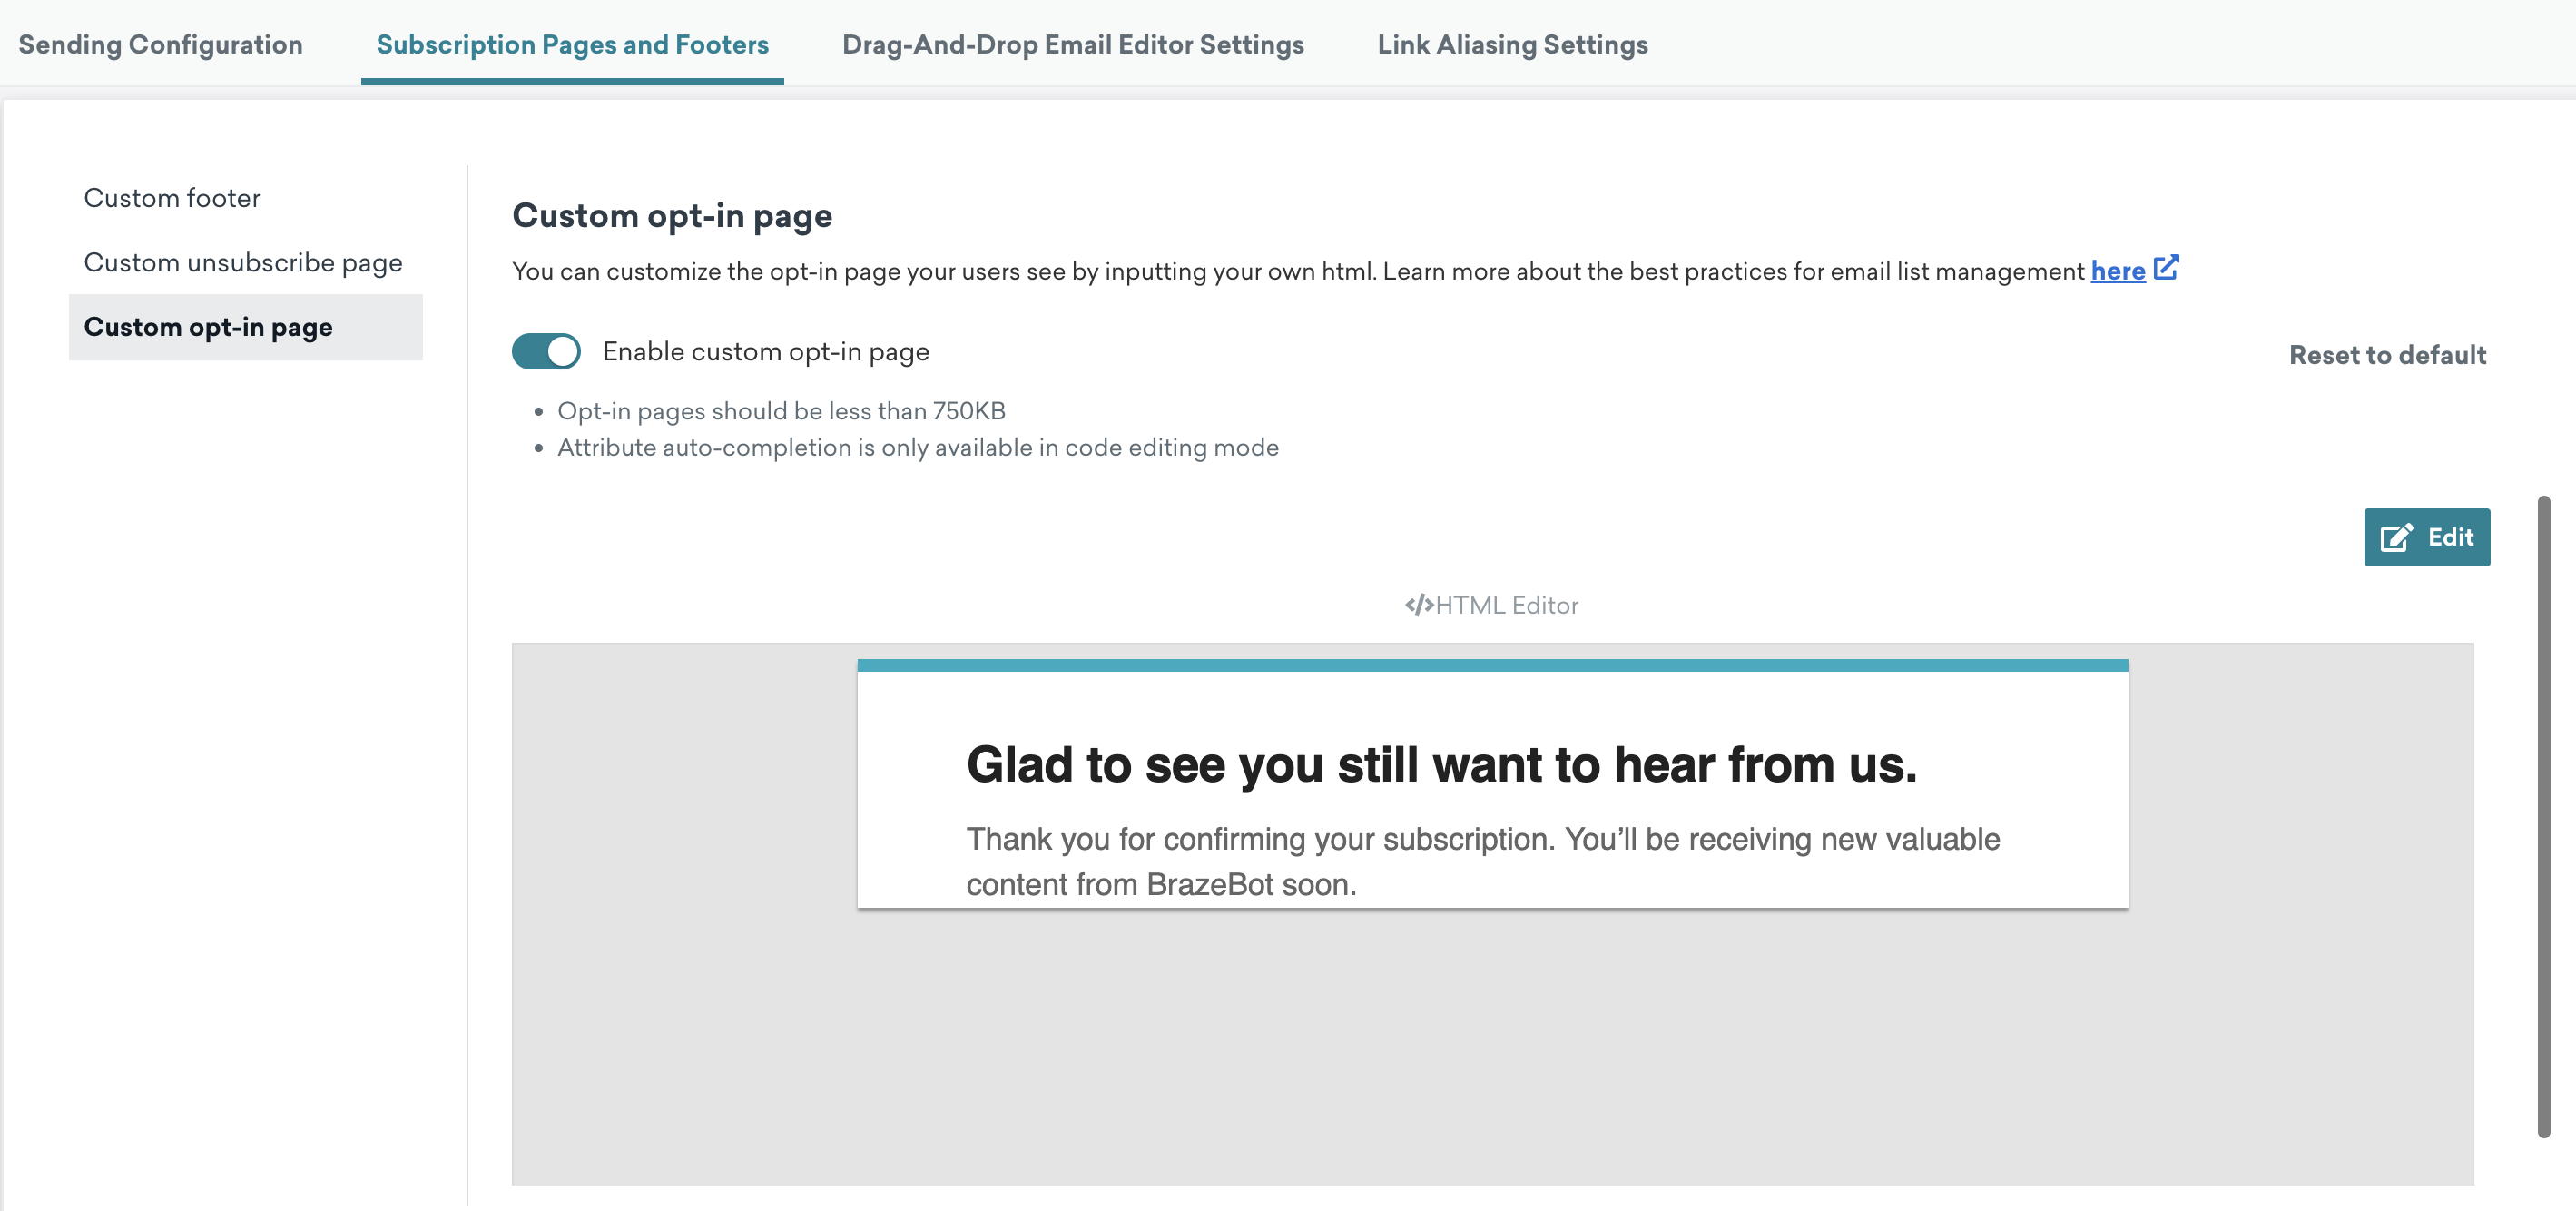 Sending Configuration
Subscription Pages and Footers
Drag-And-Drop Email Editor Settings
Link Aliasing Settings
Custom footer
Custom unsubscribe page
Custom opt-in page
Custom opt-in page
You can customize the opt-in page your users see by inputting your own html. Learn more about the best practices for email list management here
Enable custom opt-in page
Reset to default
Opt-in pages should be less than 750KB
Attribute auto-completion is only available in code editing mode
Edit
</>HTML Editor
Glad to see you still want to hear from us.
Thank you for confirming your subscription. You’ll be receiving new valuable
content from BrazeBot soon.